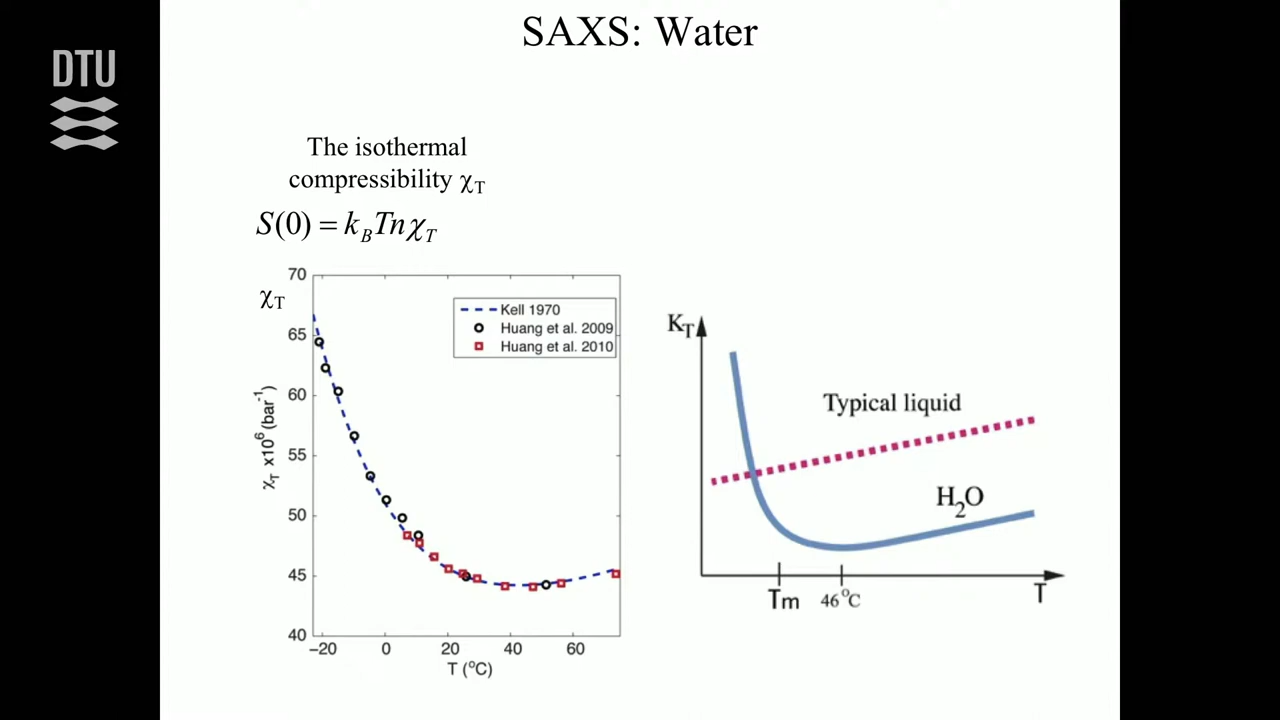 SAXS: Water
DTU
The isothermal
compressibility χT
S(0) = kBTnχT
χT
70
65
60
55
50
45
40
χT x10^6 (bar^-1)
Kell 1970
Huang et al. 2009
Huang et al. 2010
−20 0 20 40 60
T (°C)
KT
Typical liquid
H2O
Tm 46°C T